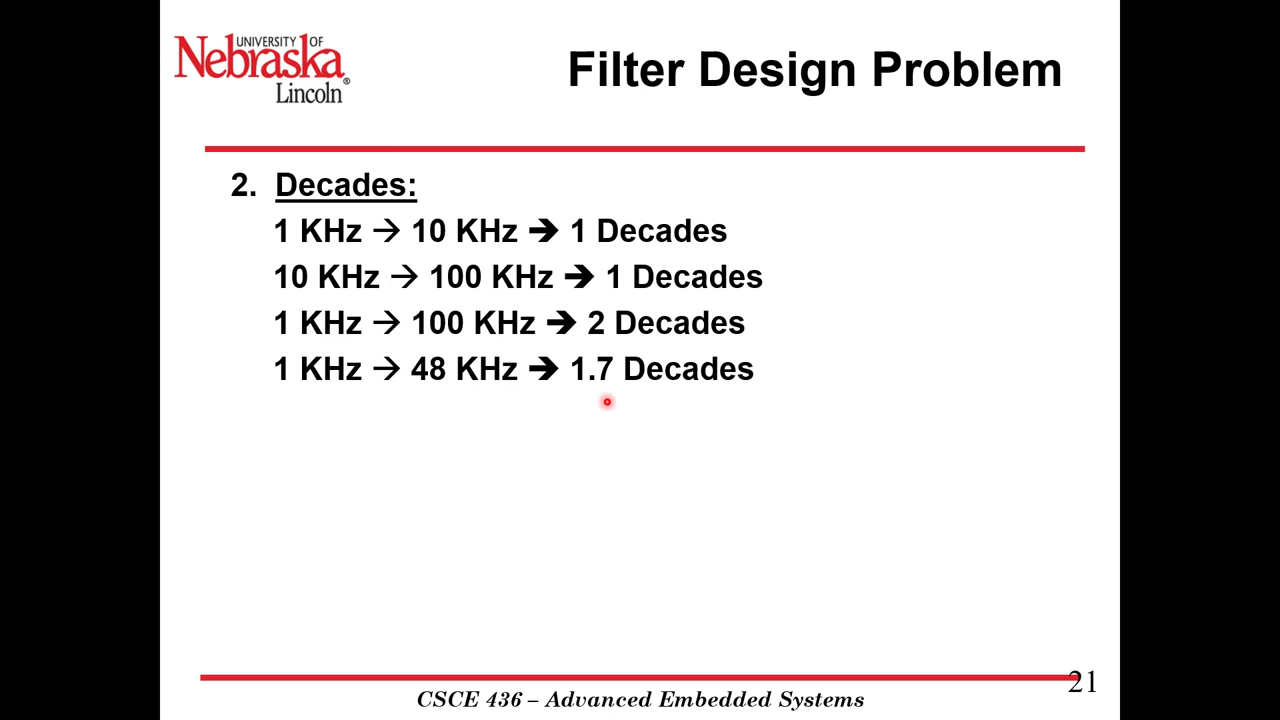 UNIVERSITY OF
Nebraska®
Lincoln
Filter Design Problem
2. Decades:
1 KHz → 10 KHz ➔ 1 Decades
10 KHz → 100 KHz ➔ 1 Decades
1 KHz → 100 KHz ➔ 2 Decades
1 KHz → 48 KHz ➔ 1.7 Decades
CSCE 436 – Advanced Embedded Systems
21